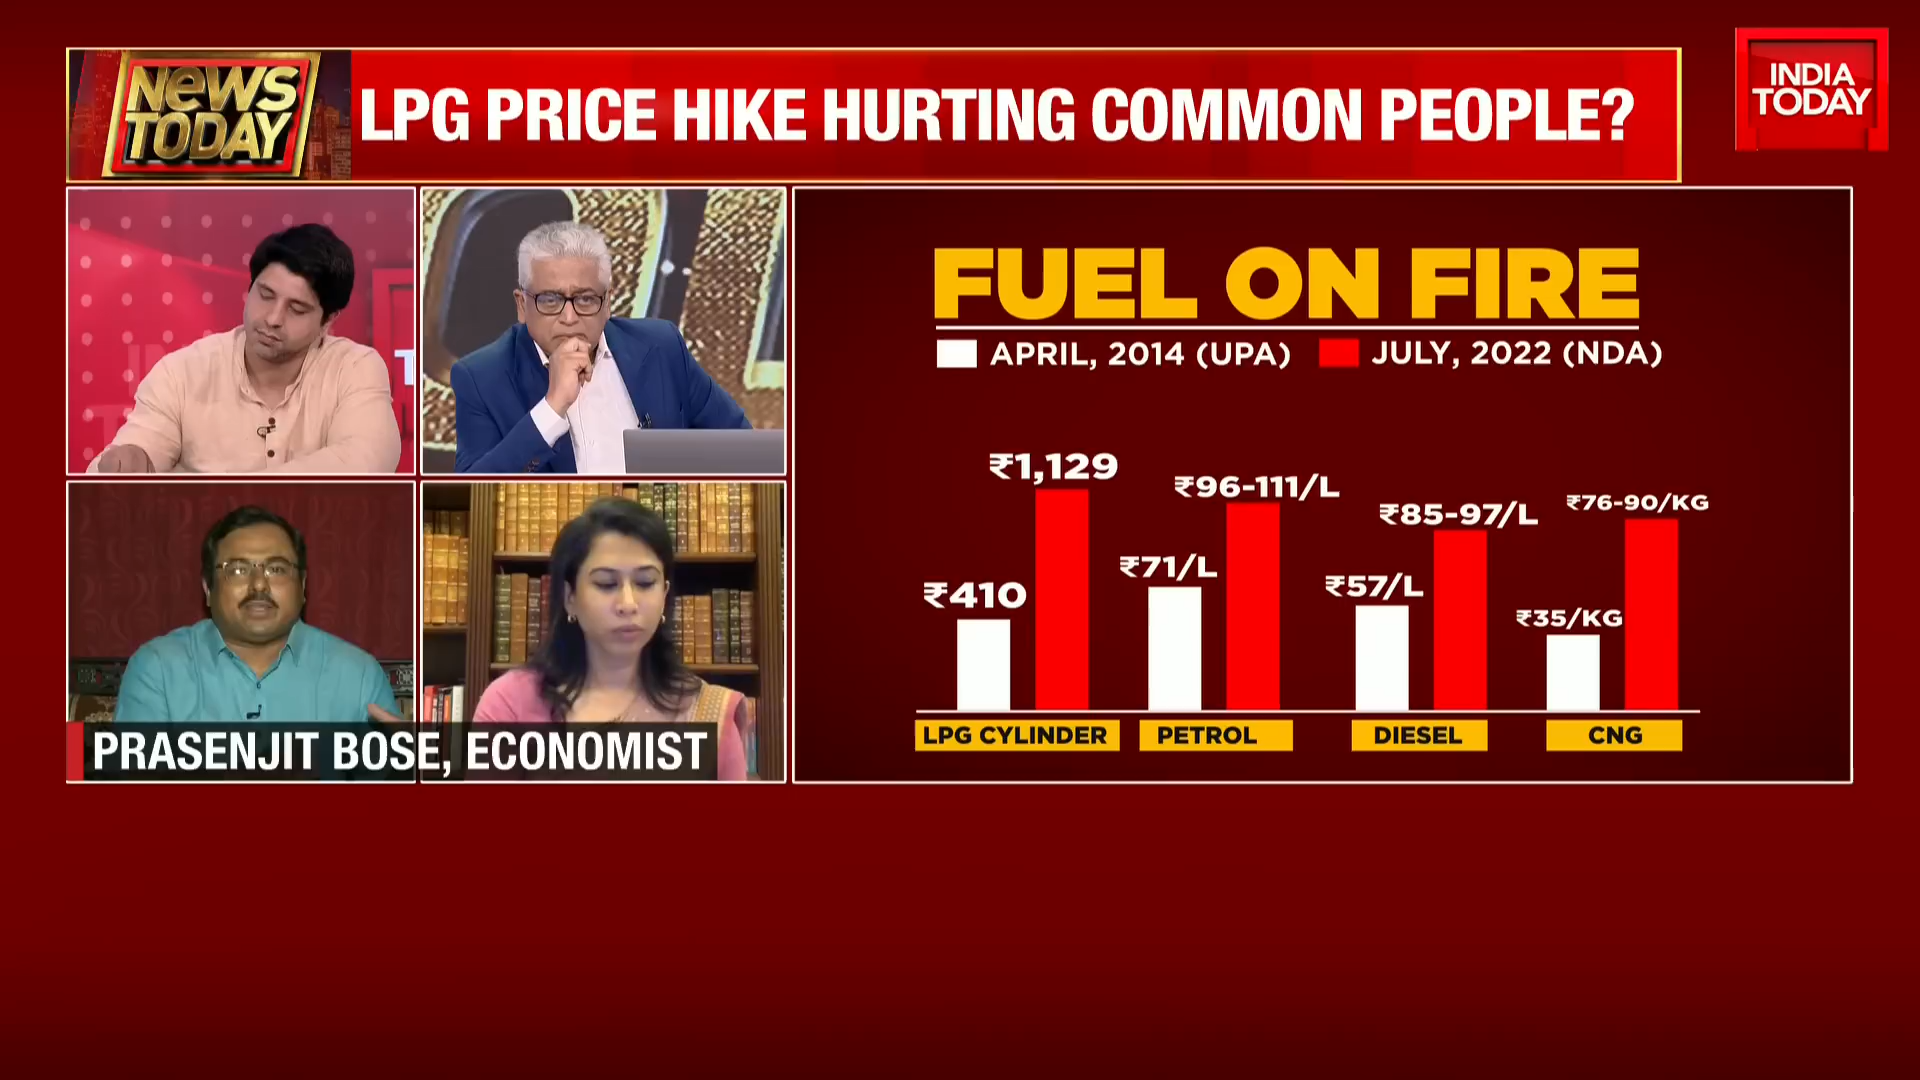 NEWS
TODAY
LPG PRICE HIKE HURTING COMMON PEOPLE?
INDIA
TODAY
FUEL ON FIRE
APRIL, 2014 (UPA)
JULY, 2022 (NDA)
₹410
₹1,129
₹71/L
₹96-111/L
₹57/L
₹85-97/L
₹35/KG
₹76-90/KG
LPG CYLINDER
PETROL
DIESEL
CNG
PRASENJIT BOSE, ECONOMIST